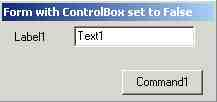 Form with ControlBox set to False
Label1 Text1
Command1